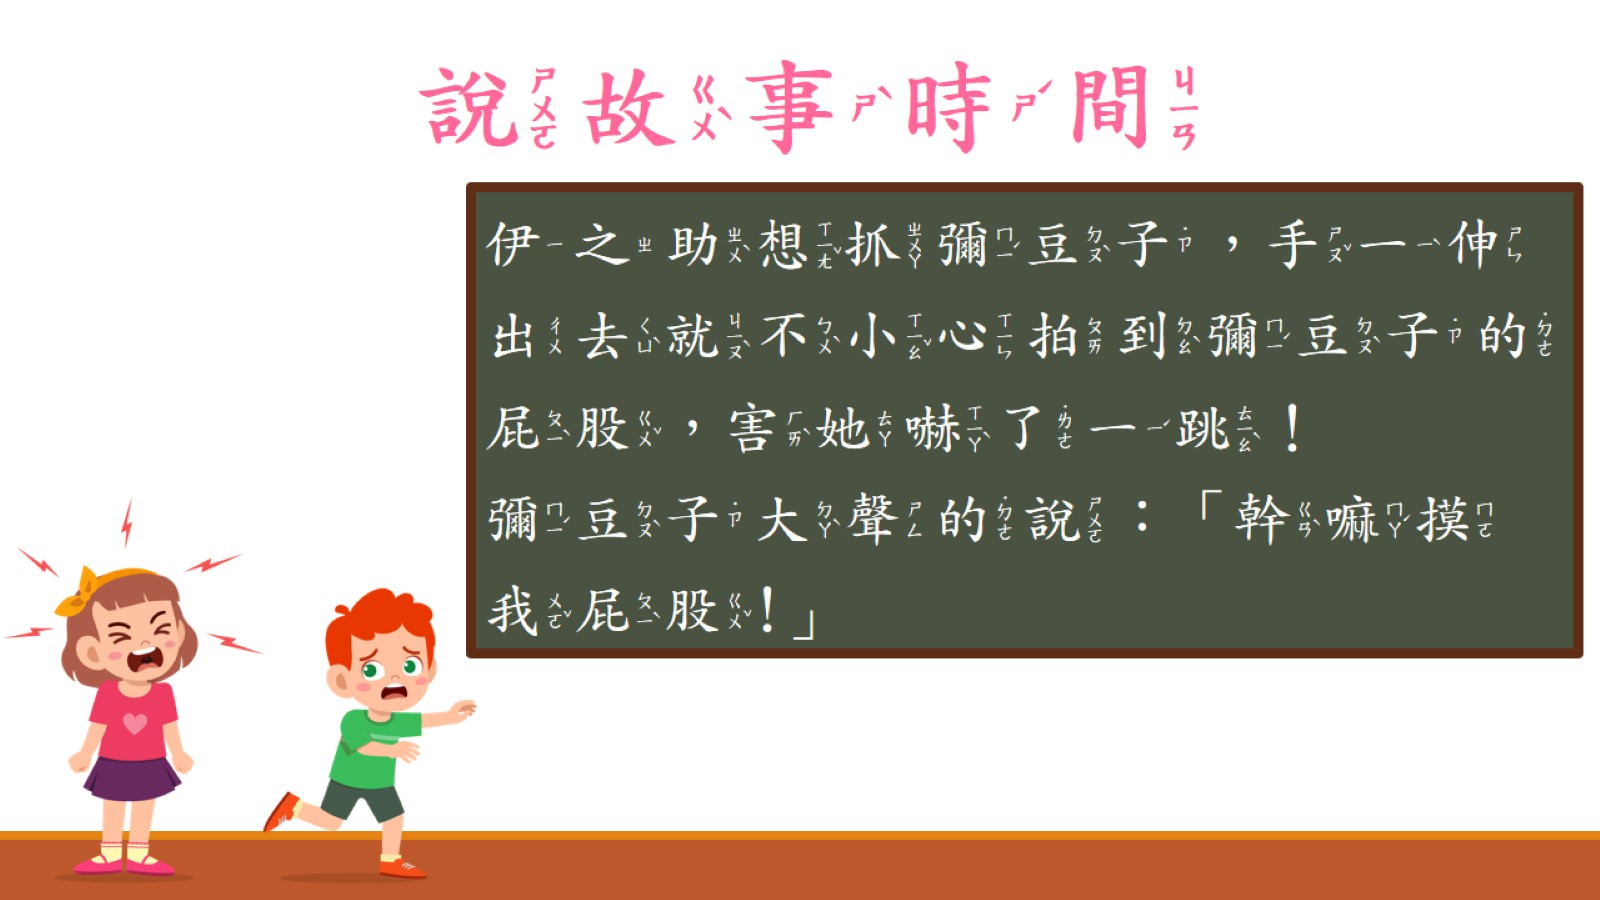 說故事時間
伊之助想抓彌豆子，手一伸
出去就不小心拍到彌豆子的
屁股，害她嚇了一跳！
彌豆子大聲的說：「幹嘛摸
我屁股！」